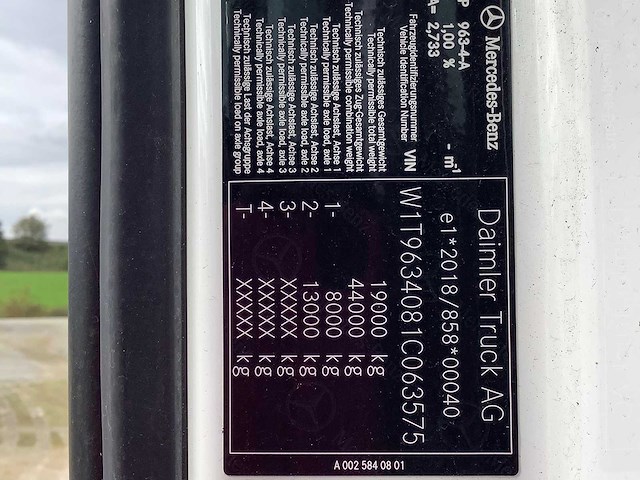 Mercedes-Benz
P 963-4-A
1,00 % - m¹
A= 2,733
Fahrzeugidentifizierungsnummer
Vehicle Identification Number VIN
Technisch zulässiges Gesamtgewicht
Technically permissible total weight
Technisch zulässiges Zug-Gesamtgewicht
Technically permissible combination weight
Technisch zulässige Achslast, Achse 1
Technically permissible axle load, axle 1
Technisch zulässige Achslast, Achse 2
Technically permissible axle load, axle 2
Technisch zulässige Achslast, Achse 3
Technically permissible axle load, axle 3
Technisch zulässige Achslast, Achse 4
Technically permissible axle load, axle 4
Technisch zulässige Last der Achsgruppe
Technically permissible load on axle group
Daimler Truck AG
e1*2018/858*00040
W1T9634081C063575
19000 kg
44000 kg
1- 8000 kg
2- 13000 kg
3- XXXXX kg
4- XXXX kg
T- XXXXX kg
A 002 584 08 01